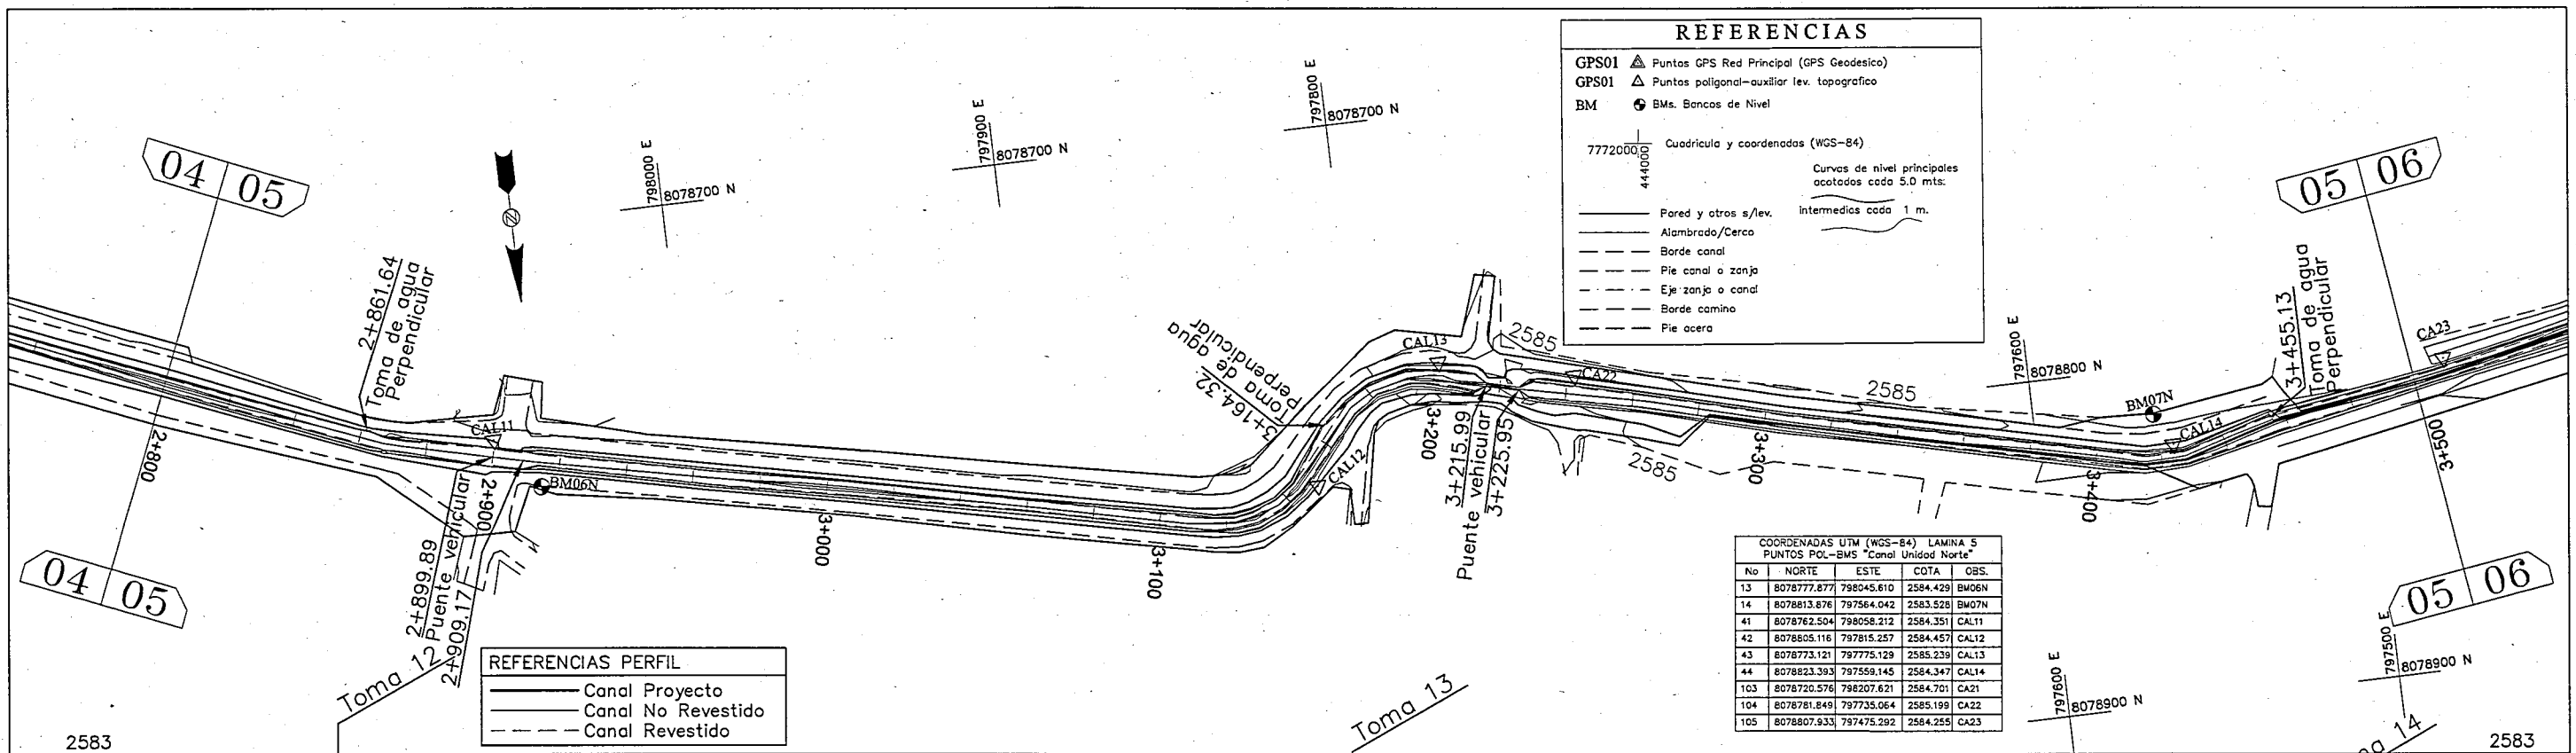 REFERENCIAS
GPS01 Puntos GPS Red Principal (GPS Geodesico)
GPS01 Puntos poligonal-auxiliar lev. topografico
BM BMs. Bancos de Nivel
7772000 Cuadricula y coordenadas (WGS-84)
444000
Curvas de nivel principales
acotados cada 5.0 mts.
intermedias cada 1 m.
Pared y otros s/lev.
Alambrado/Cerco
Borde canal
Pie canal o zanja
Eje zanja o canal
Borde camino
Pie acera
04 05
04 05
05 06
05 06
798000 E
8078700 N
797900 E
8078700 N
797800 E
8078700 N
797600 E
8078800 N
797600 E
8078900 N
797500 E
8078900 N
N
2+861.64
Toma de agua
Perpendicular
CAL11
BM06N
2+800
2+900
2+899.89
Puente vehicular
2+909.17
3+000
3+100
3+164.32
Toma de agua
perpendicular
CAL12
CAL13
3+200
3+215.99
Puente vehicular
3+225.95
CA22
2585
2585
2585
3+300
3+400
BM07N
CAL14
3+455.13
Toma de agua
Perpendicular
CA23
3+500
Toma 12
Toma 13
na 14
2583
2583
REFERENCIAS PERFIL
Canal Proyecto
Canal No Revestido
Canal Revestido
COORDENADAS UTM (WGS-84) LAMINA 5
PUNTOS POL-BMS "Canal Unidad Norte"
No NORTE ESTE COTA OBS.
13 8078777.877 798045.610 2584.429 BM06N
14 8078813.876 797564.042 2583.528 BM07N
41 8078762.504 798058.212 2584.351 CAL11
42 8078805.116 797815.257 2584.457 CAL12
43 8078773.121 797775.129 2585.239 CAL13
44 8078823.393 797559.145 2584.347 CAL14
103 8078720.576 798207.621 2584.701 CA21
104 8078781.849 797735.064 2585.199 CA22
105 8078807.933 797475.292 2584.255 CA23